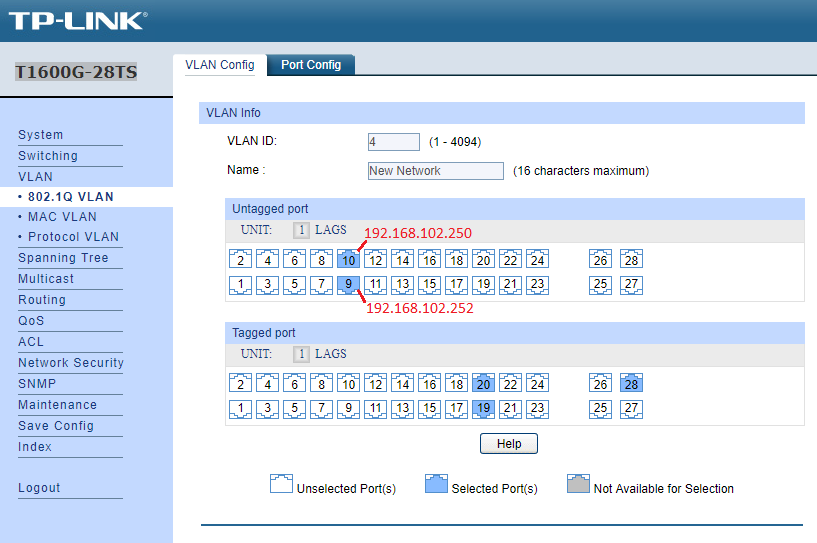 TP-LINK®
T1600G-28TS
VLAN Config
Port Config
System
Switching
VLAN
• 802.1Q VLAN
• MAC VLAN
• Protocol VLAN
Spanning Tree
Multicast
Routing
QoS
ACL
Network Security
SNMP
Maintenance
Save Config
Index
Logout
VLAN Info
VLAN ID: 4 (1 - 4094)
Name : New Network (16 characters maximum)
Untagged port
UNIT: 1 LAGS
192.168.102.250
2 4 6 8 10 12 14 16 18 20 22 24 26 28
1 3 5 7 9 11 13 15 17 19 21 23 25 27
192.168.102.252
Tagged port
UNIT: 1 LAGS
2 4 6 8 10 12 14 16 18 20 22 24 26 28
1 3 5 7 9 11 13 15 17 19 21 23 25 27
Help
Unselected Port(s) Selected Port(s) Not Available for Selection